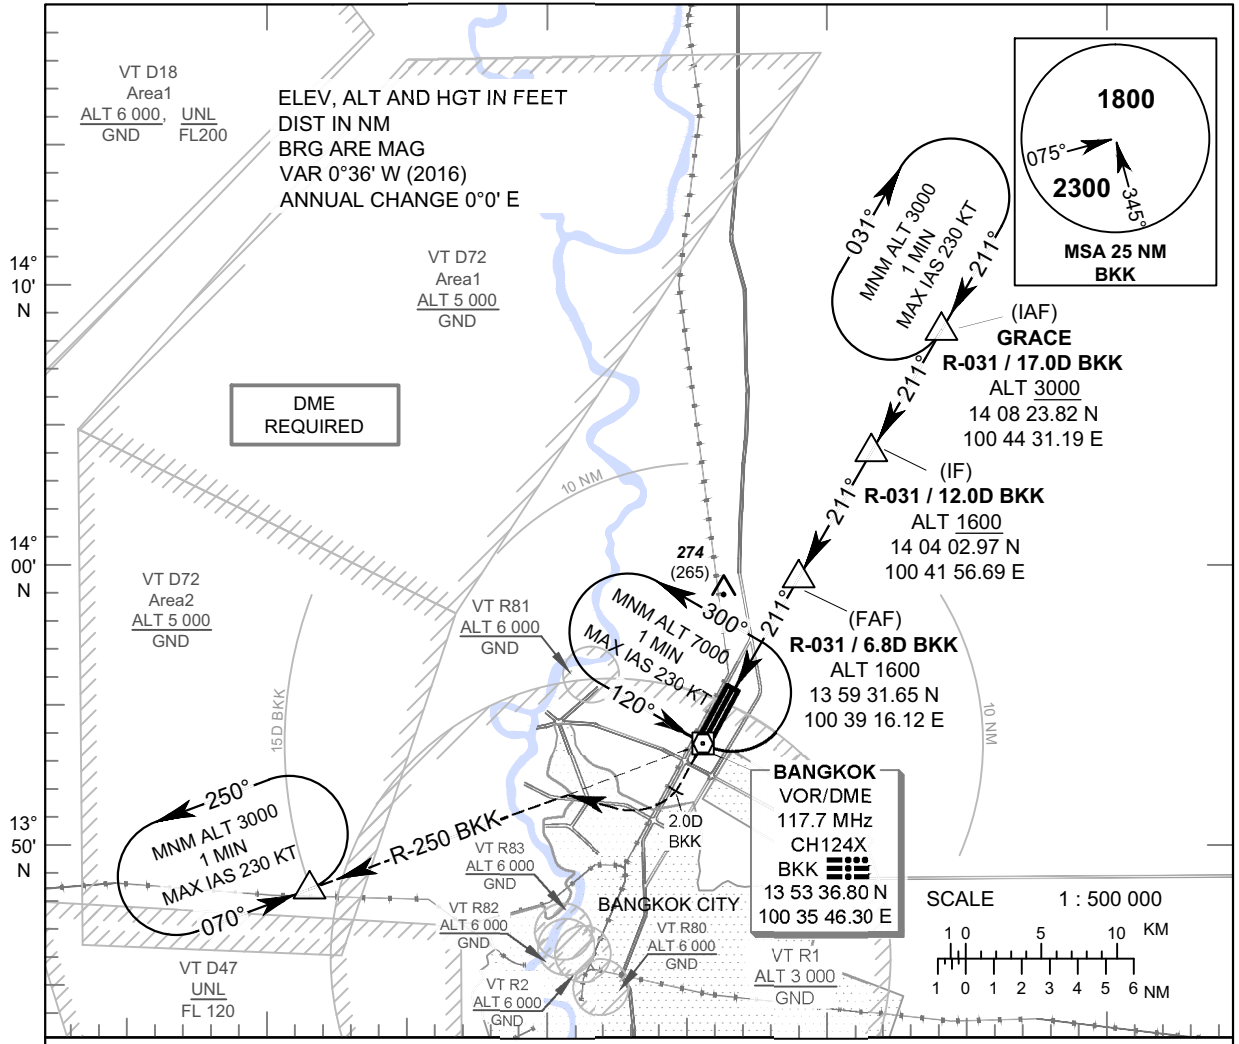 VT D18
Area1
ALT 6 000, UNL
GND FL200
ELEV, ALT AND HGT IN FEET
DIST IN NM
BRG ARE MAG
VAR 0°36' W (2016)
ANNUAL CHANGE 0°0' E
1800
075°
2300
345°
MSA 25 NM
BKK
031°
MNM ALT 3000
1 MIN
MAX IAS 230 KT
211°
14°
10'
N
VT D72
Area1
ALT 5 000
GND
(IAF)
GRACE
R-031 / 17.0D BKK
ALT 3000
14 08 23.82 N
100 44 31.19 E
211°
DME
REQUIRED
(IF)
R-031 / 12.0D BKK
ALT 1600
14 04 02.97 N
100 41 56.69 E
211°
10 NM
14°
00'
N
274
(265)
VT D72
Area2
ALT 5 000
GND
VT R81
ALT 6 000
GND
300°
MNM ALT 7000
1 MIN
MAX IAS 230 KT
120°
211°
(FAF)
R-031 / 6.8D BKK
ALT 1600
13 59 31.65 N
100 39 16.12 E
10 NM
15D BKK
BANGKOK
VOR/DME
117.7 MHz
CH124X
BKK
13 53 36.80 N
100 35 46.30 E
2.0D
BKK
13°
50'
N
250°
MNM ALT 3000
1 MIN
MAX IAS 230 KT
070°
R-250 BKK
VT R83
ALT 6 000
GND
BANGKOK CITY
VT R82
ALT 6 000
GND
VT R80
ALT 6 000
GND
VT R2
ALT 6 000
GND
VT R1
ALT 3 000
GND
VT D47
UNL
FL 120
SCALE 1 : 500 000
1 0 5 10 KM
1 0 1 2 3 4 5 6 NM